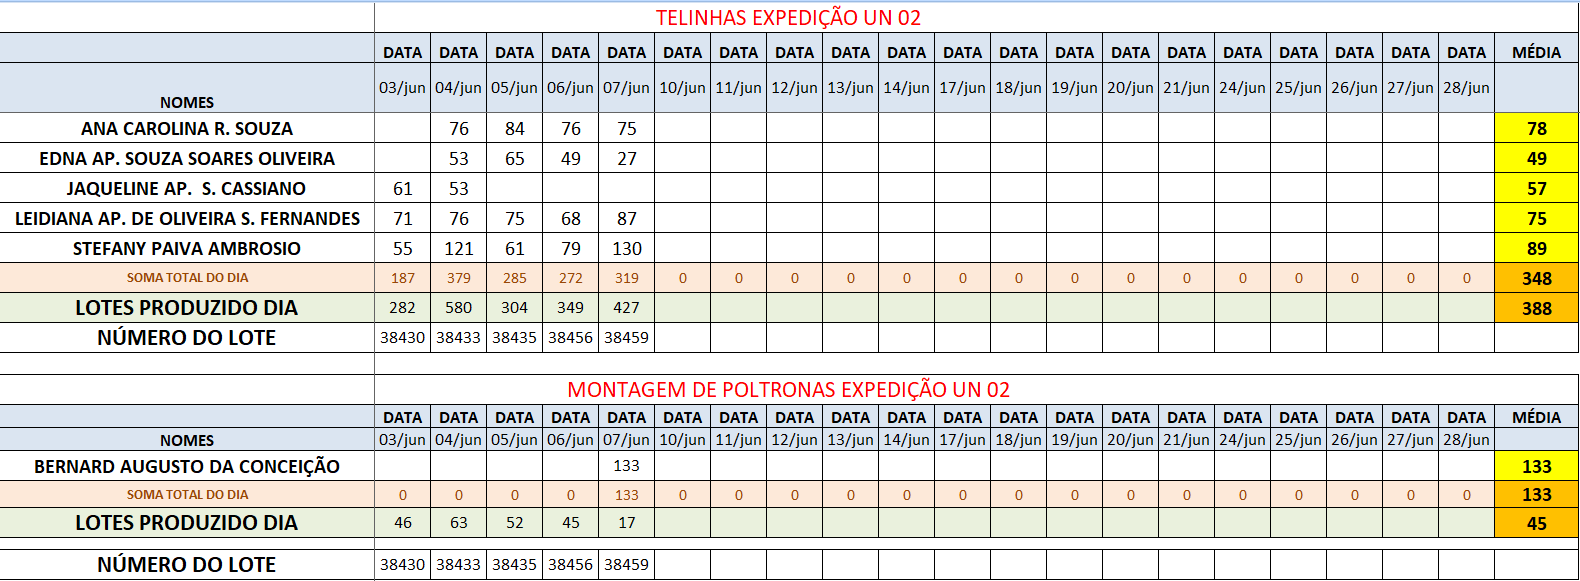 TELINHAS EXPEDIÇÃO UN 02
DATA DATA DATA DATA DATA DATA DATA DATA DATA DATA DATA DATA DATA DATA DATA DATA DATA DATA DATA DATA MÉDIA
NOMES 03/jun 04/jun 05/jun 06/jun 07/jun 10/jun 11/jun 12/jun 13/jun 14/jun 17/jun 18/jun 19/jun 20/jun 21/jun 24/jun 25/jun 26/jun 27/jun 28/jun
ANA CAROLINA R. SOUZA 76 84 76 75 78
EDNA AP. SOUZA SOARES OLIVEIRA 53 65 49 27 49
JAQUELINE AP. S. CASSIANO 61 53 57
LEIDIANA AP. DE OLIVEIRA S. FERNANDES 71 76 75 68 87 75
STEFANY PAIVA AMBROSIO 55 121 61 79 130 89
SOMA TOTAL DO DIA 187 379 285 272 319 0 0 0 0 0 0 0 0 0 0 0 0 0 0 0 348
LOTES PRODUZIDO DIA 282 580 304 349 427 388
NÚMERO DO LOTE 38430 38433 38435 38456 38459
MONTAGEM DE POLTRONAS EXPEDIÇÃO UN 02
DATA DATA DATA DATA DATA DATA DATA DATA DATA DATA DATA DATA DATA DATA DATA DATA DATA DATA DATA DATA MÉDIA
NOMES 03/jun 04/jun 05/jun 06/jun 07/jun 10/jun 11/jun 12/jun 13/jun 14/jun 17/jun 18/jun 19/jun 20/jun 21/jun 24/jun 25/jun 26/jun 27/jun 28/jun
BERNARD AUGUSTO DA CONCEIÇÃO 133 133
SOMA TOTAL DO DIA 0 0 0 0 133 0 0 0 0 0 0 0 0 0 0 0 0 0 0 0 133
LOTES PRODUZIDO DIA 46 63 52 45 17 45
NÚMERO DO LOTE 38430 38433 38435 38456 38459